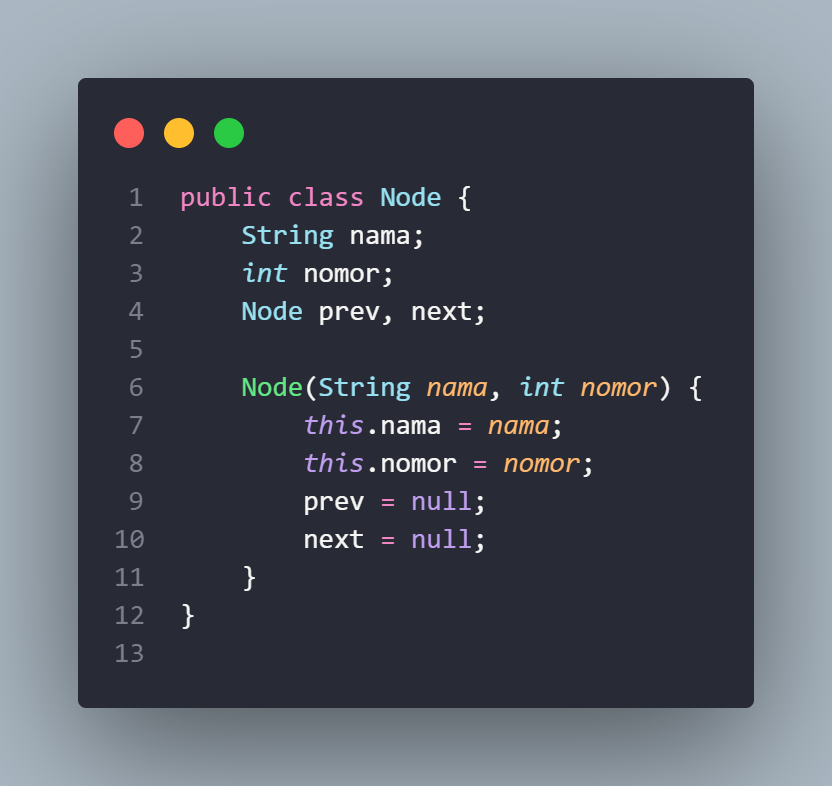 1 public class Node {
2     String nama;
3     int nomor;
4     Node prev, next;
5
6     Node(String nama, int nomor) {
7         this.nama = nama;
8         this.nomor = nomor;
9         prev = null;
10         next = null;
11     }
12 }
13